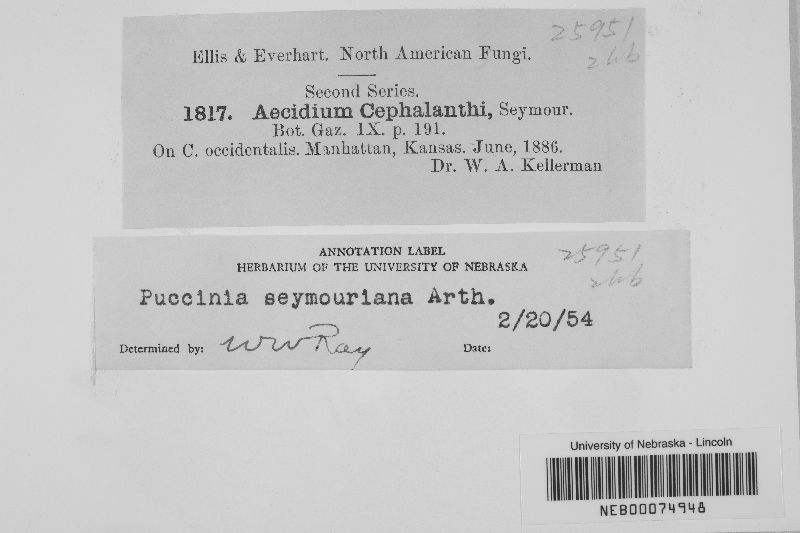 25951
Ellis & Everhart. North American Fungi.
Second Series.
1817. Aecidium Cephalanthi, Seymour.
Bot. Gaz. IX. p. 191.
On C. occidentalis. Manhattan, Kansas. June, 1886.
Dr. W. A. Kellerman
ANNOTATION LABEL
HERBARIUM OF THE UNIVERSITY OF NEBRASKA
25951
Puccinia seymouriana Arth.
2/20/54
Determined by: WW Ray Date:
University of Nebraska - Lincoln
NEB00074948